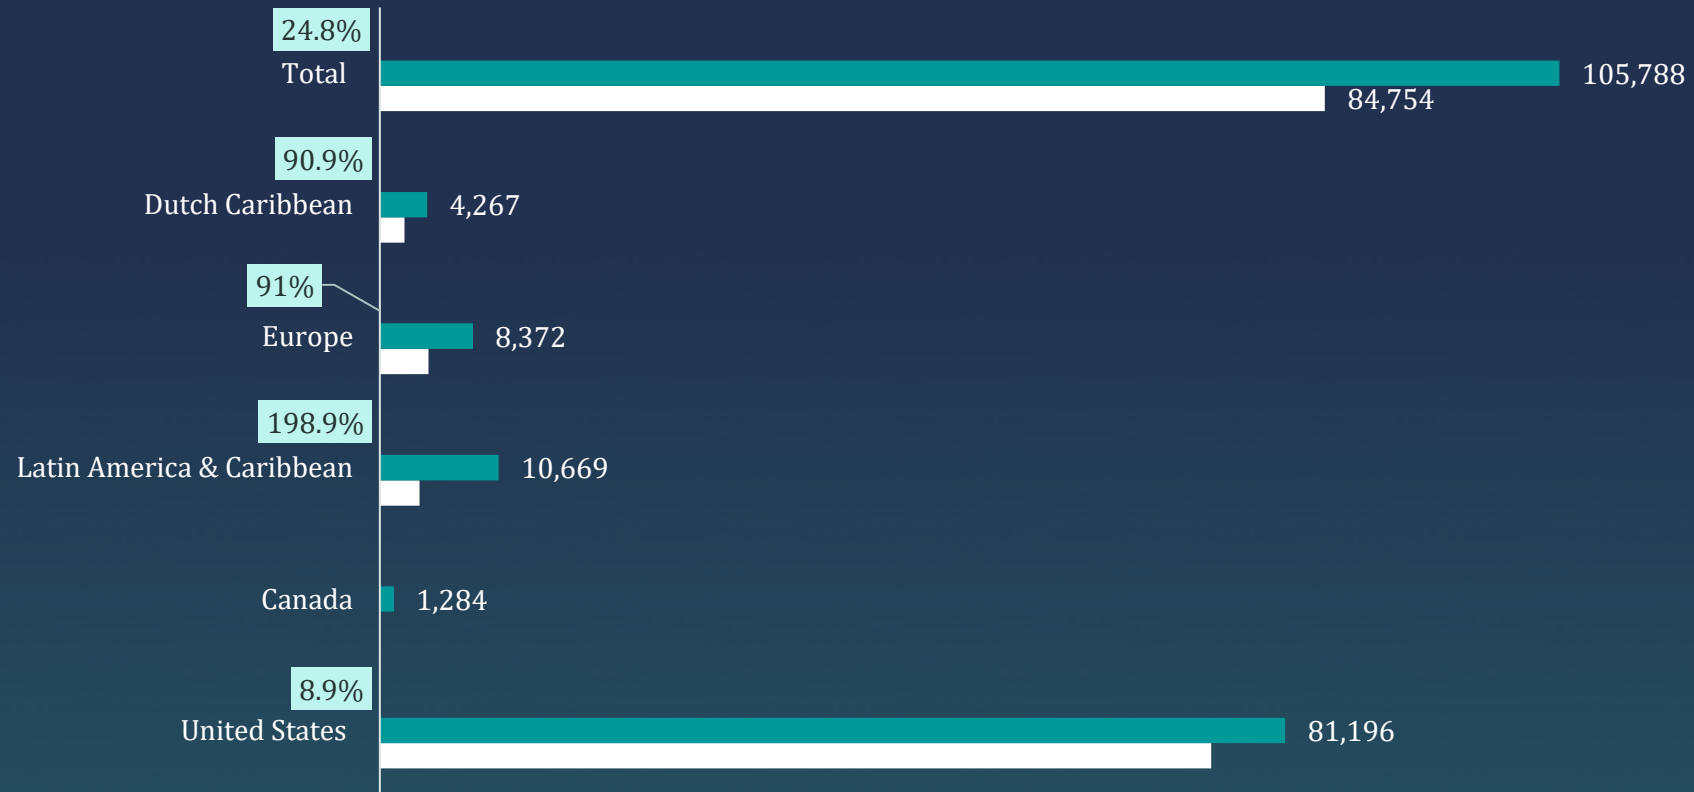 24.8%
Total 105,788
84,754
90.9%
Dutch Caribbean 4,267
91%
Europe 8,372
198.9%
Latin America & Caribbean 10,669
Canada 1,284
8.9%
United States 81,196